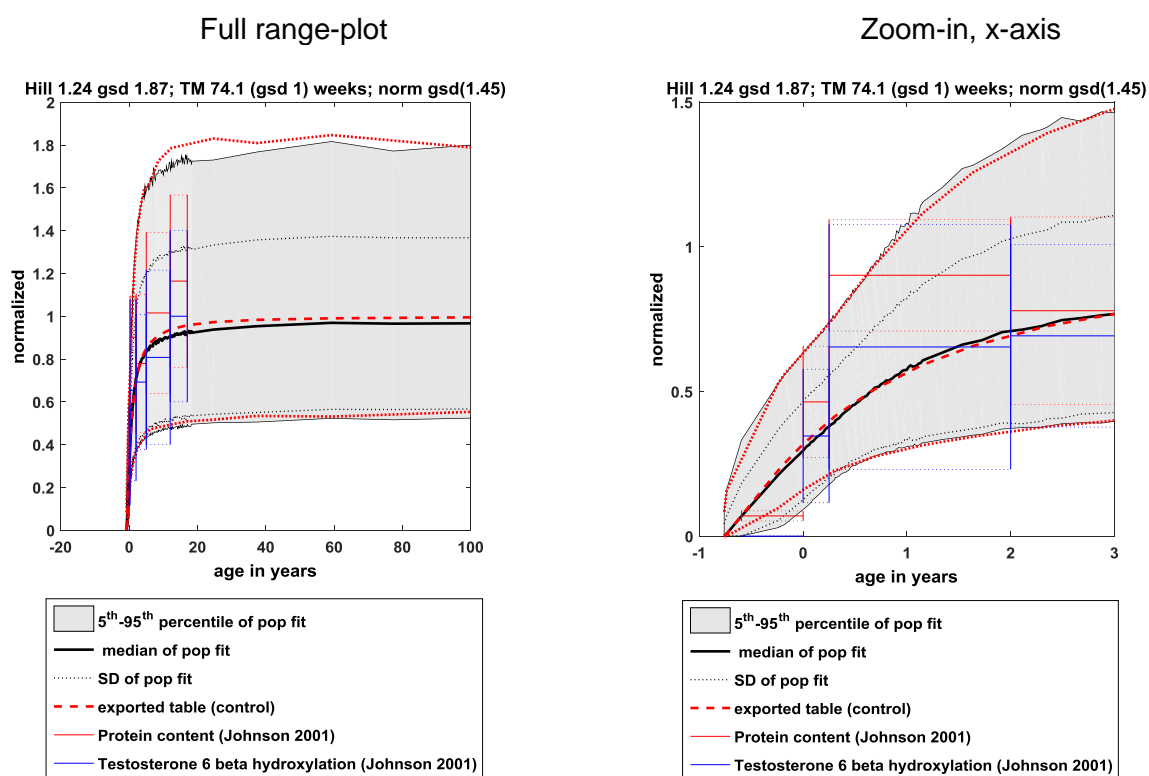 Full range-plot
Zoom-in, x-axis
Hill 1.24 gsd 1.87; TM 74.1 (gsd 1) weeks; norm gsd(1.45)
2
1.8
1.6
1.4
1.2
1
0.8
0.6
0.4
0.2
0
normalized
-20
0
20
40
60
80
100
age in years
5th-95th percentile of pop fit
median of pop fit
SD of pop fit
exported table (control)
Protein content (Johnson 2001)
Testosterone 6 beta hydroxylation (Johnson 2001)
Hill 1.24 gsd 1.87; TM 74.1 (gsd 1) weeks; norm gsd(1.45)
1.5
1
0.5
0
normalized
-1
0
1
2
3
age in years
5th-95th percentile of pop fit
median of pop fit
SD of pop fit
exported table (control)
Protein content (Johnson 2001)
Testosterone 6 beta hydroxylation (Johnson 2001)